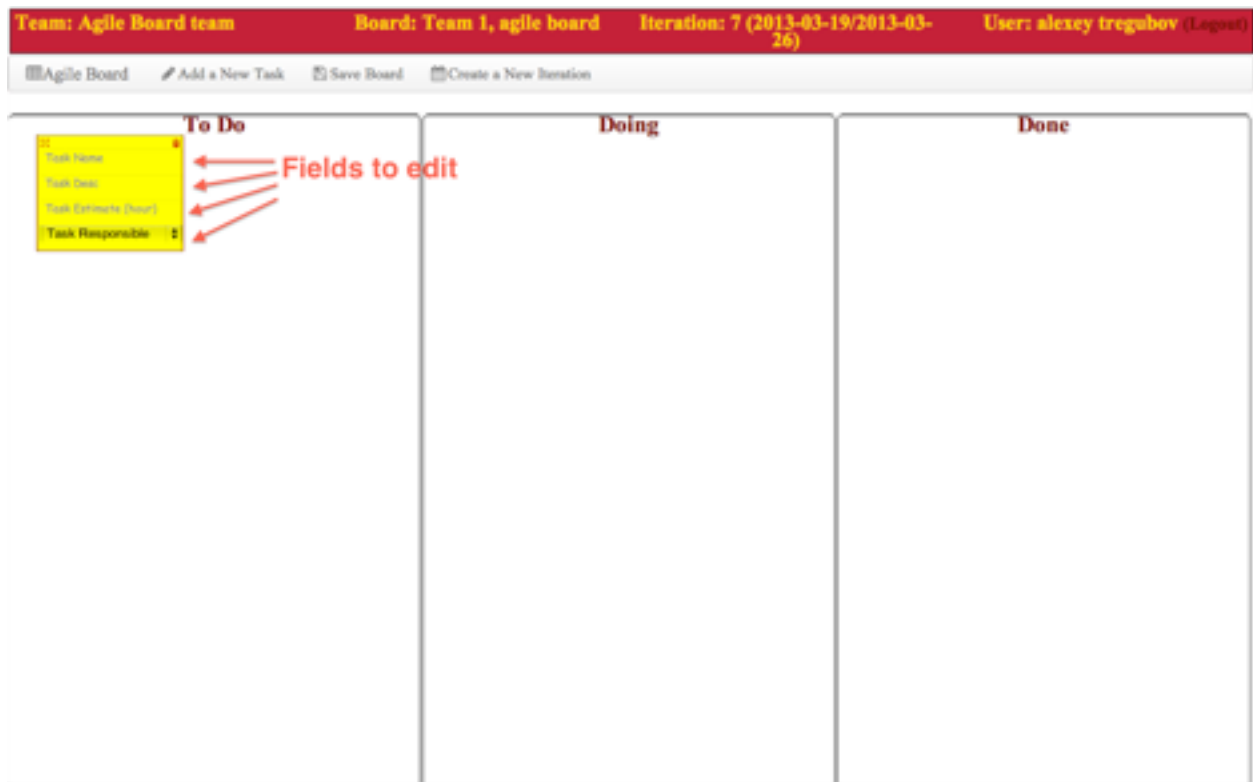 Team: Agile Board team Board: Team 1, agile board Iteration: 7 (2013-03-19/2013-03-26) User: alexey tregubov (Logout)
Agile Board Add a New Task Save Board Create a New Iteration
To Do Doing Done
Task Name
Task Desc
Task Estimate (hour)
Task Responsible
Fields to edit